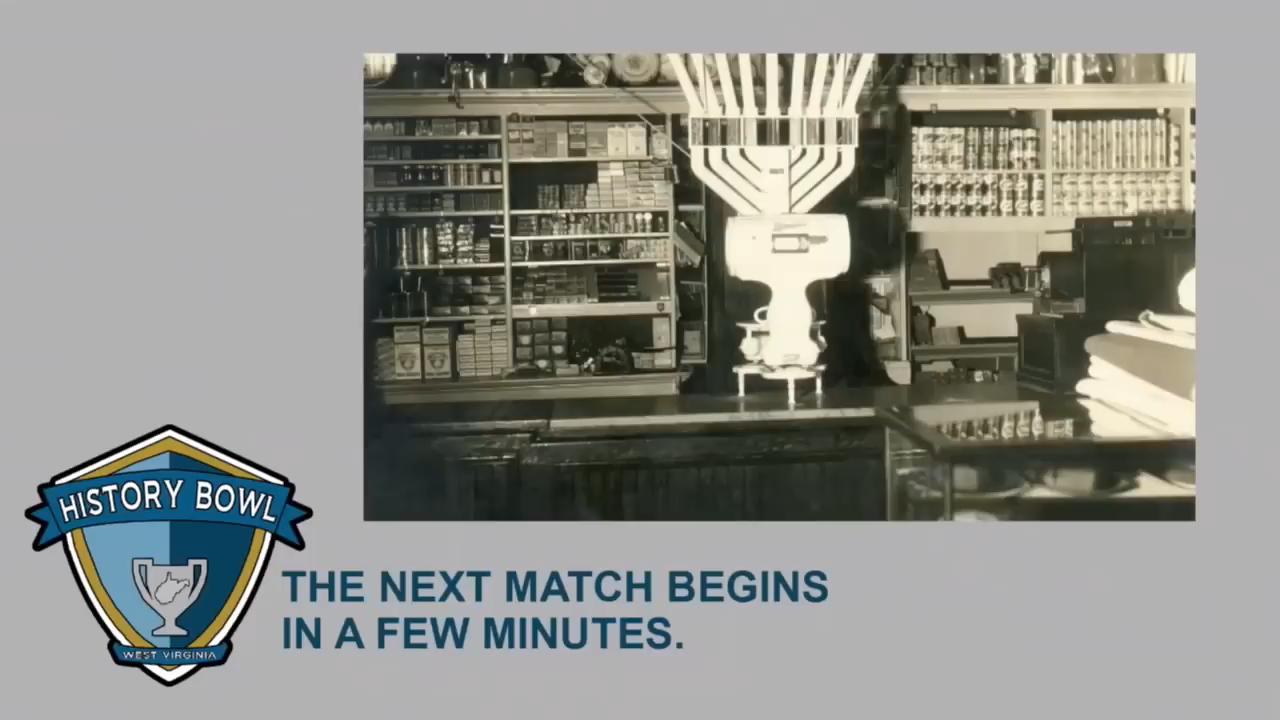 HISTORY BOWL
WEST VIRGINIA
THE NEXT MATCH BEGINS
IN A FEW MINUTES.